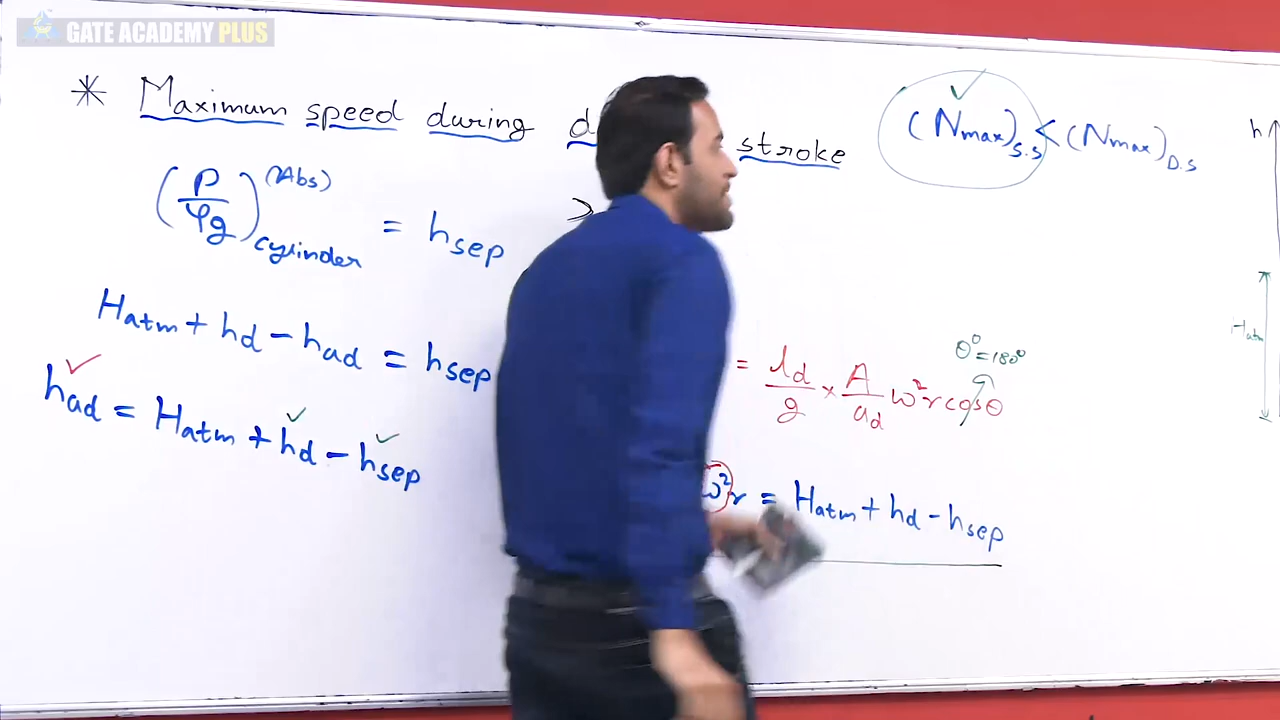 GATE ACADEMY PLUS
* Maximum speed during stroke
(Nmax)S.S < (Nmax)D.S
h
(P/ρg)cylinder (Abs) = hsep
>
Hatm + hd - had = hsep
had = Hatm + hd - hsep
= ld/g × A/ad ω²r cosθ
θ° = 180°
Hatm
ω²r = Hatm + hd - hsep